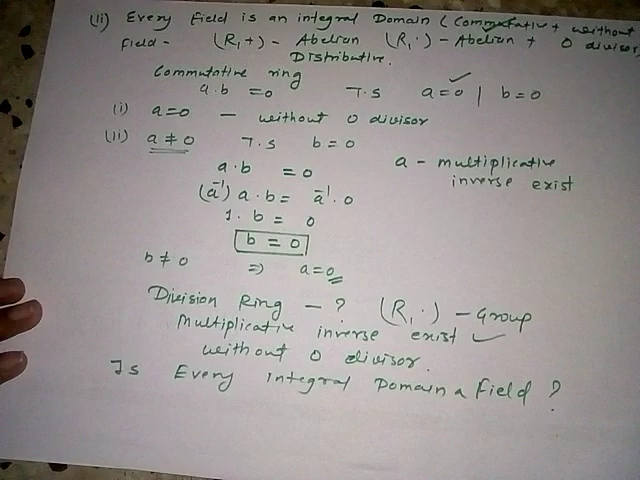 (ii) Every Field is an integral Domain (Commutative + without
Field - (R,+) - Abelian (R,·) - Abelian + 0 divisor,
Distributive.
Commutative ring
a.b = 0 T.S a=0 | b=0
(i) a=0 - without 0 divisor
(ii) a ≠ 0 T.S b=0
a - multiplicative
inverse exist
a.b = 0
(a⁻¹) a.b = a⁻¹.0
1. b = 0
b = 0
b ≠ 0 => a=0
Division Ring - ? (R,·) - Group
Multiplicative inverse exist ✓
without 0 divisor.
Is Every integral Domain a field ?